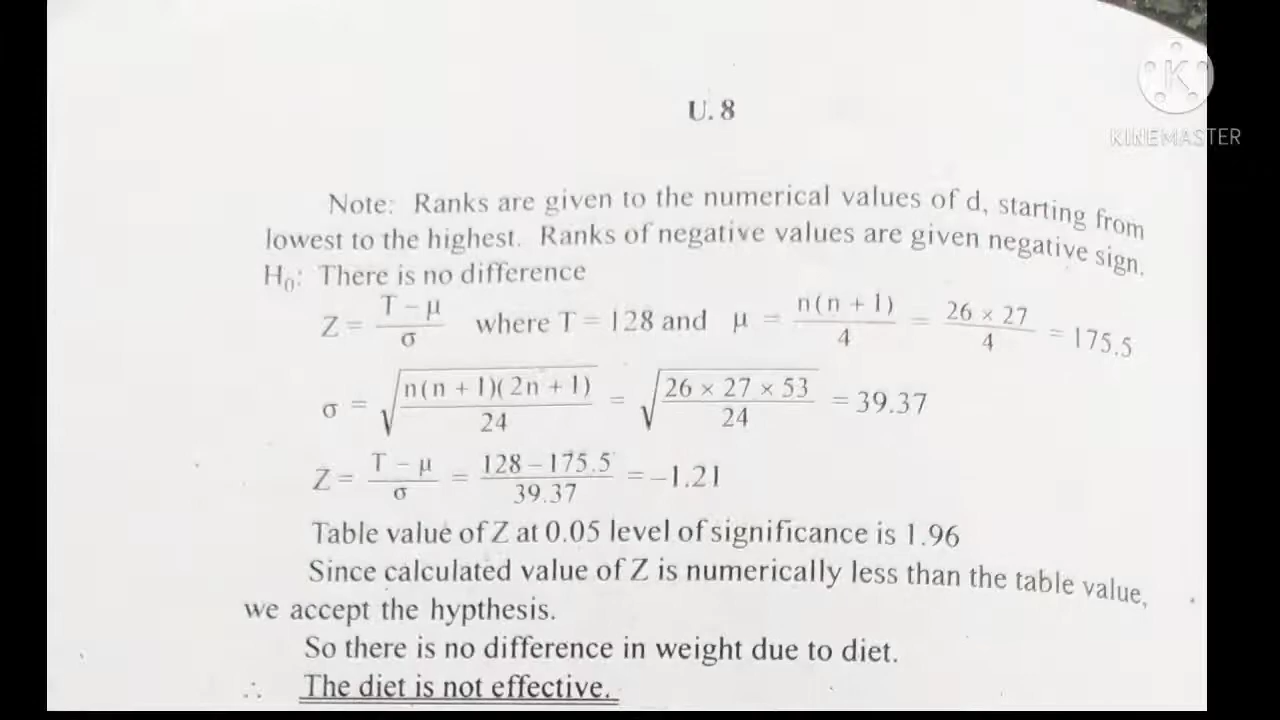 KINEMASTER
U. 8
Note: Ranks are given to the numerical values of d, starting from
lowest to the highest. Ranks of negative values are given negative sign.
H₀: There is no difference
Z = (T − μ)/σ where T = 128 and μ = n(n + 1)/4 = (26 × 27)/4 = 175.5
σ = √(n(n + 1)(2n + 1)/24) = √((26 × 27 × 53)/24) = 39.37
Z = (T − μ)/σ = (128 − 175.5)/39.37 = −1.21
Table value of Z at 0.05 level of significance is 1.96
Since calculated value of Z is numerically less than the table value,
we accept the hypthesis.
So there is no difference in weight due to diet.
∴ The diet is not effective.